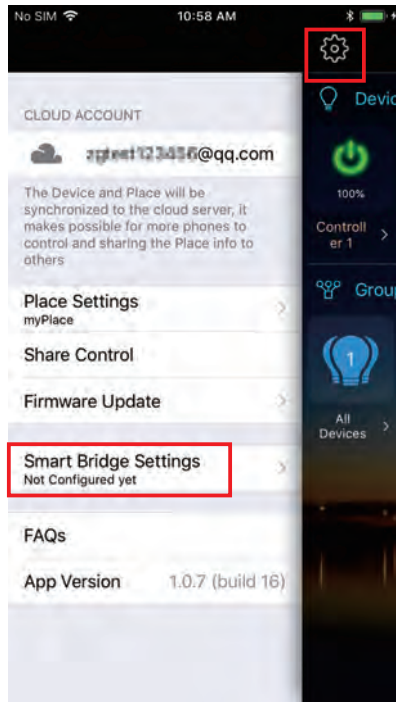 No SIM 10:58 AM
CLOUD ACCOUNT
@qq.com
The Device and Place will be
synchronized to the cloud server, it
makes possible for more phones to
control and sharing the Place info to
others
Place Settings
myPlace
Share Control
Firmware Update
Smart Bridge Settings
Not Configured yet
FAQs
App Version 1.0.7 (build 16)
Devic
100%
Controll
er 1
Grou
1
All
Devices